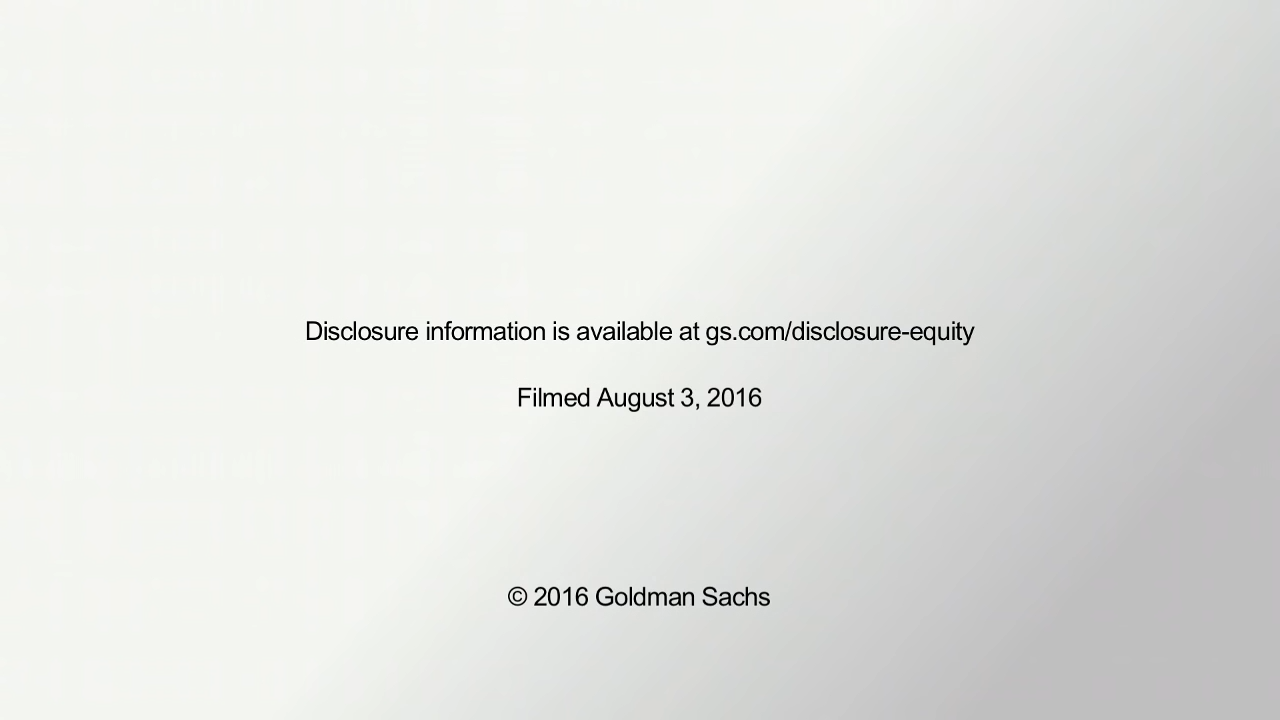 Disclosure information is available at gs.com/disclosure-equity
Filmed August 3, 2016
© 2016 Goldman Sachs